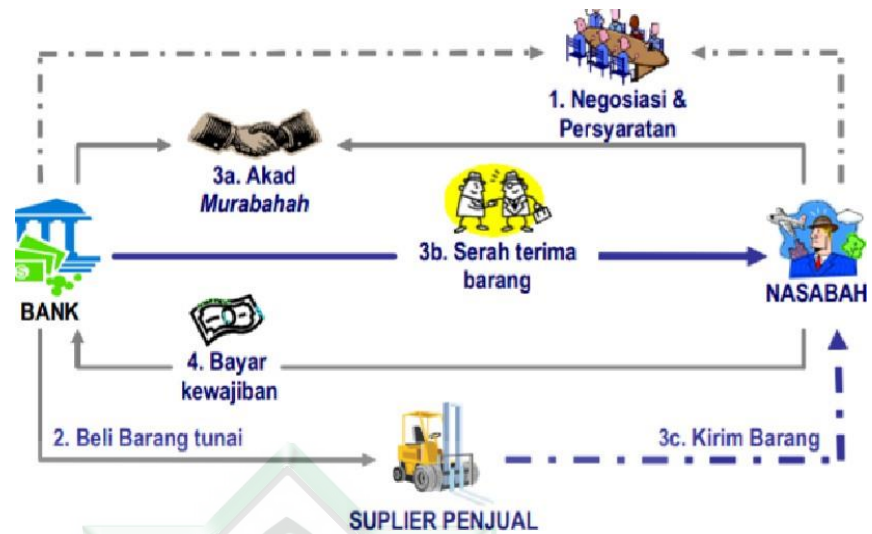 1. Negosiasi &
Persyaratan
3a. Akad
Murabahah
3b. Serah terima
barang
BANK
NASABAH
4. Bayar
kewajiban
2. Beli Barang tunai
3c. Kirim Barang
SUPLIER PENJUAL